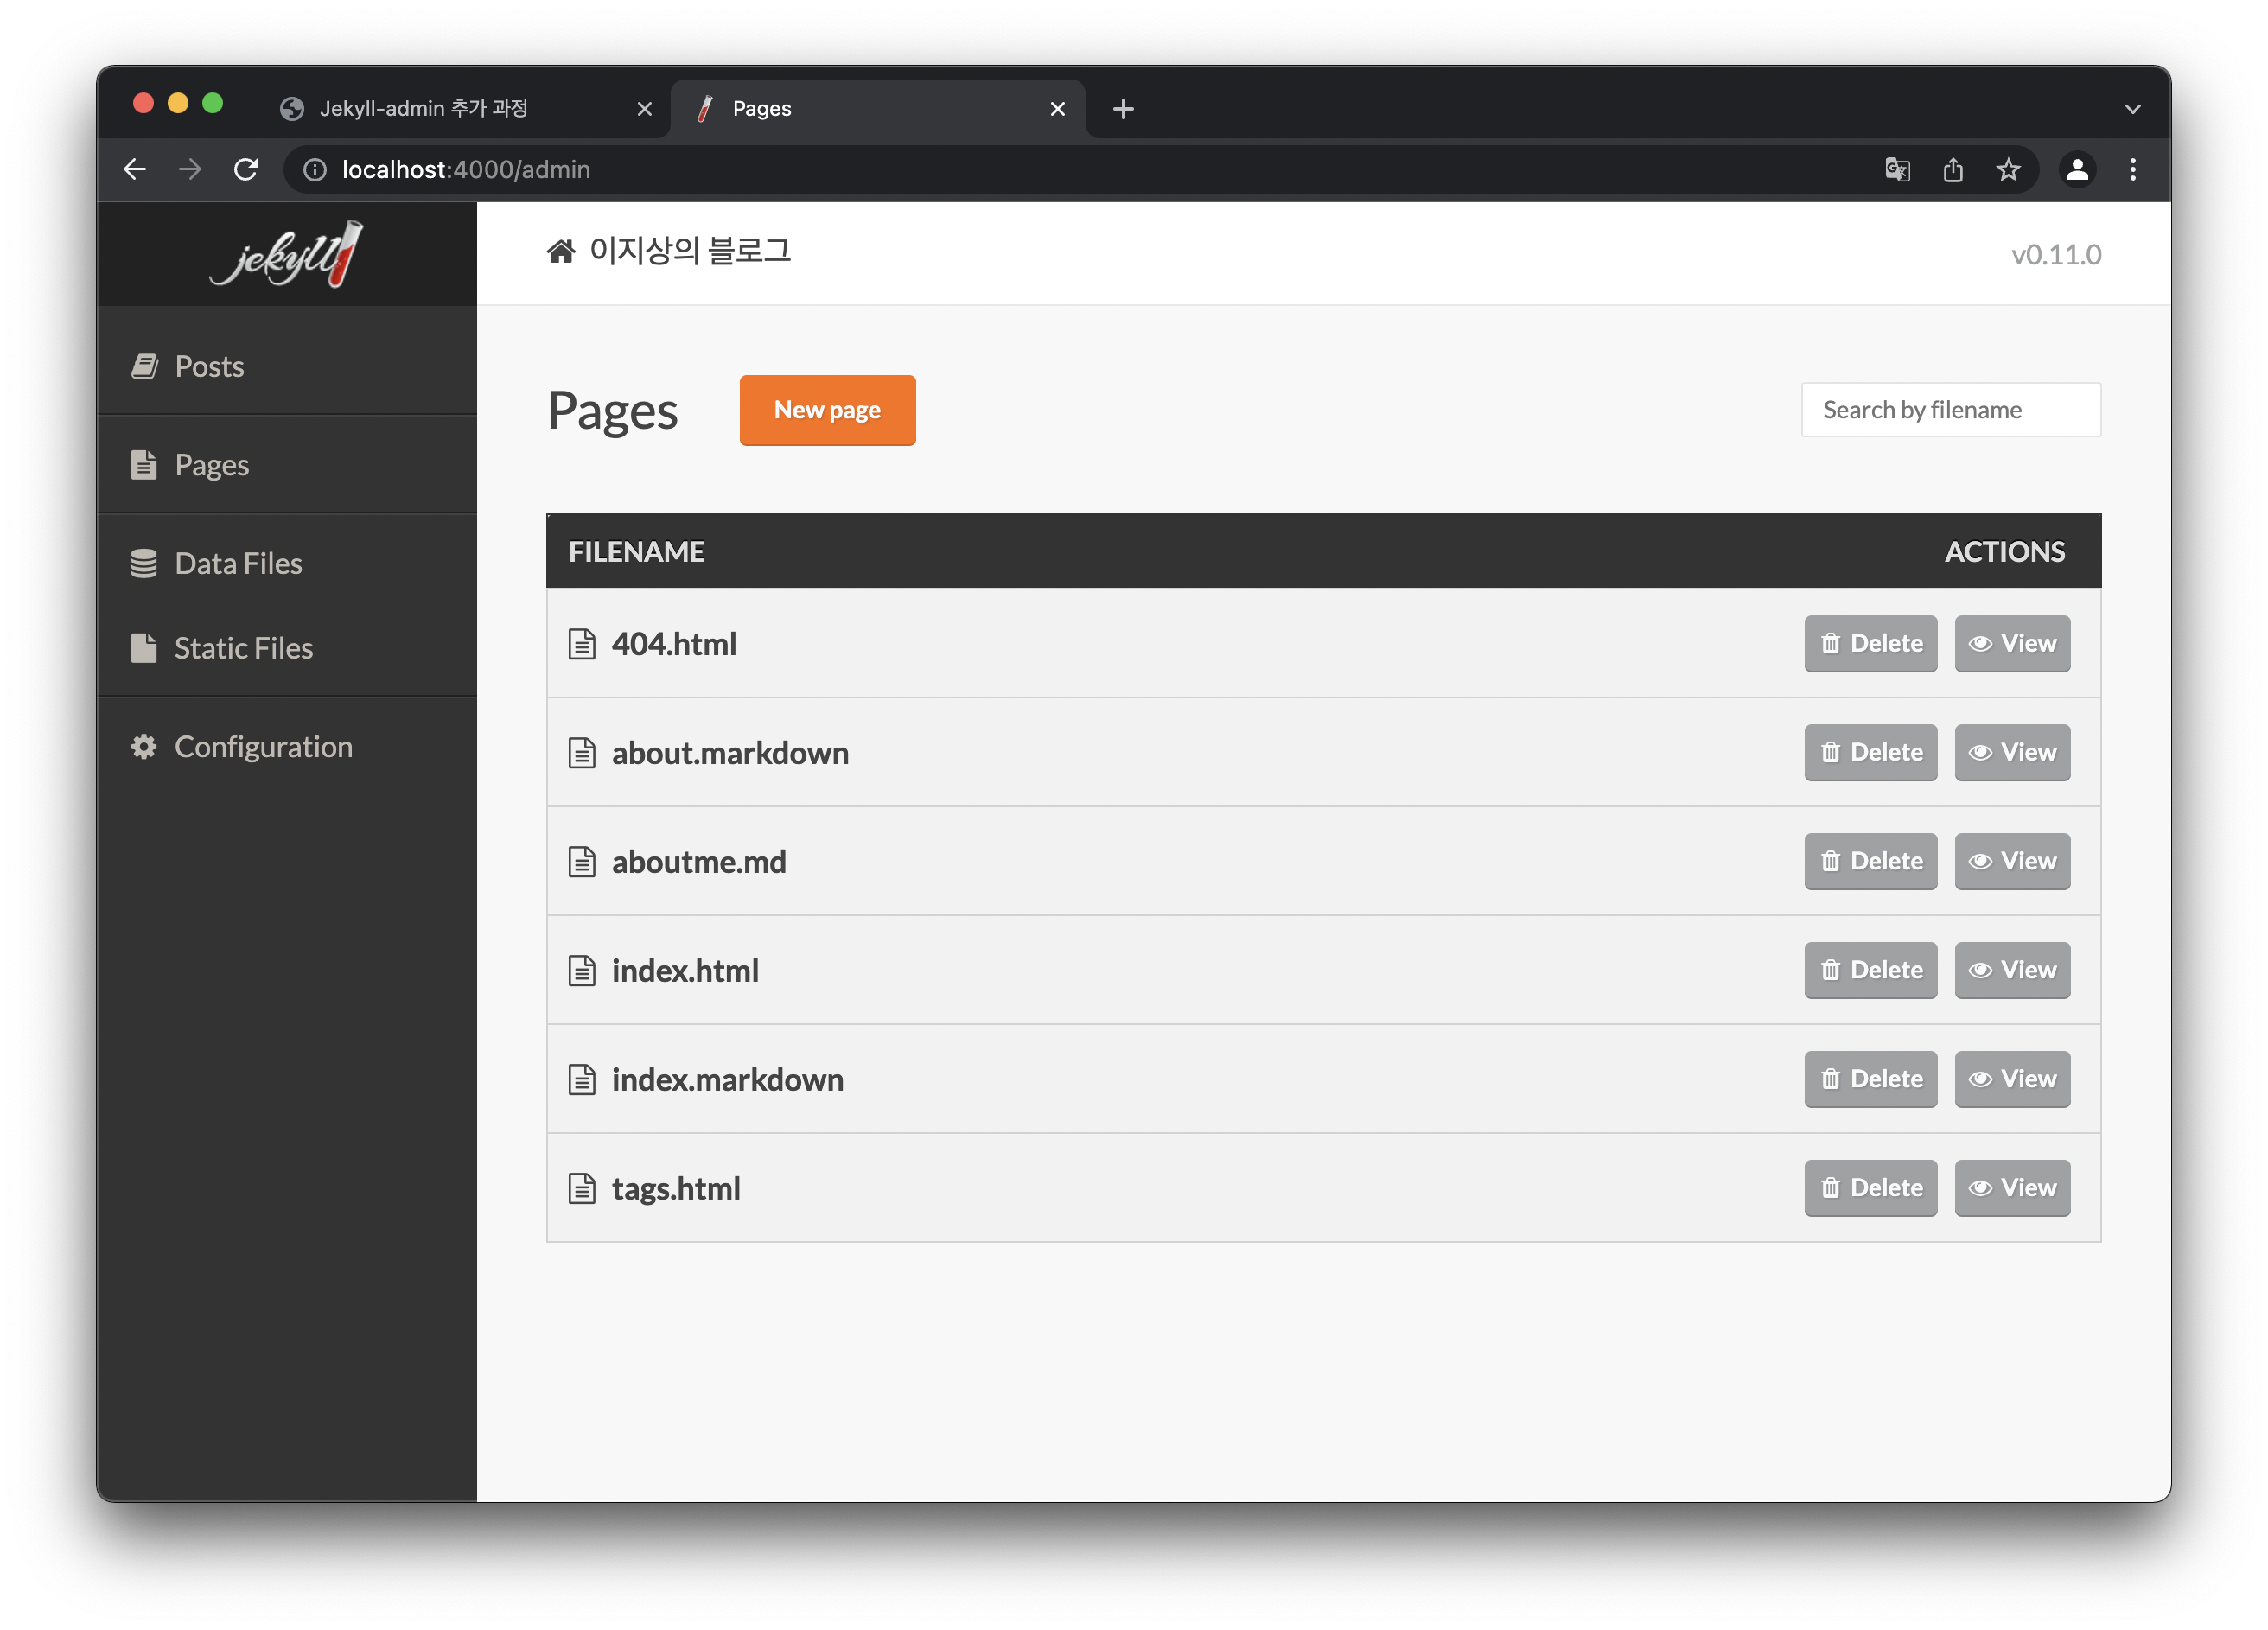 Jekyll-admin 추가 과정
Pages
localhost:4000/admin
jekyll
이지상의 블로그
v0.11.0
Posts
Pages
Data Files
Static Files
Configuration
Pages
New page
Search by filename
FILENAME ACTIONS
404.html Delete View
about.markdown Delete View
aboutme.md Delete View
index.html Delete View
index.markdown Delete View
tags.html Delete View